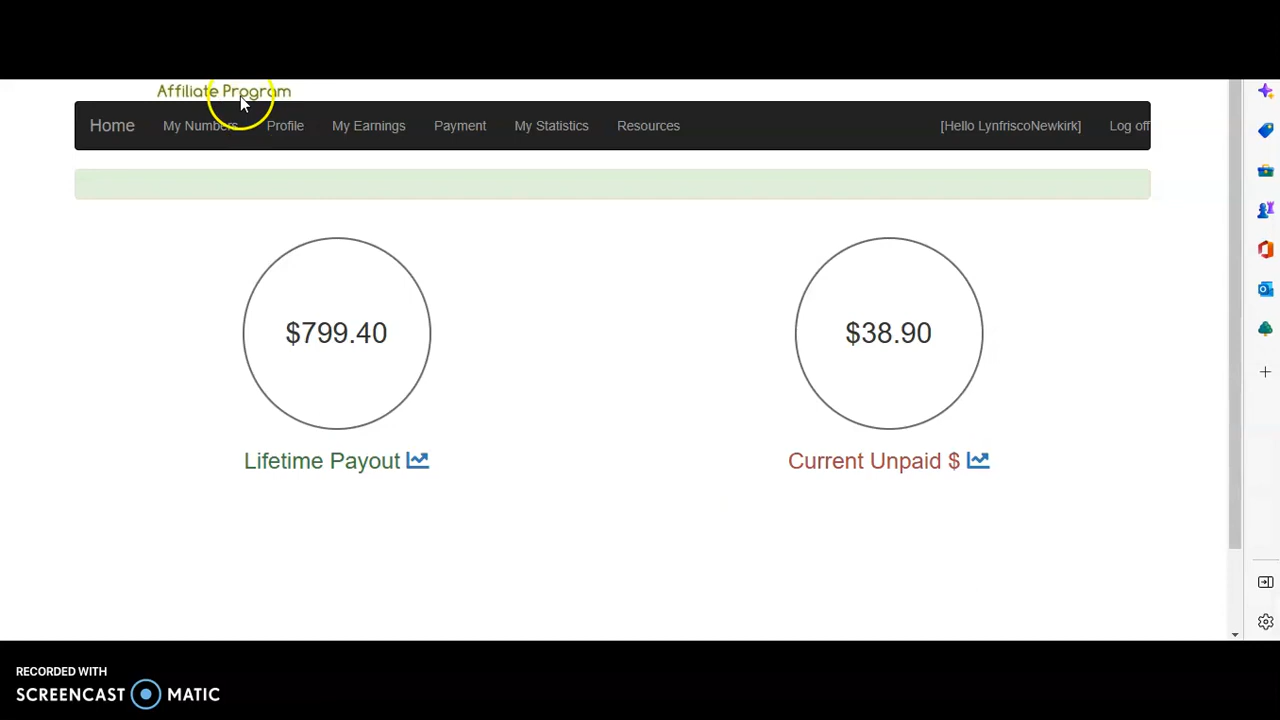 Affiliate Program
Home My Numbers Profile My Earnings Payment My Statistics Resources [Hello LynfriscoNewkirk] Log off
$799.40 $38.90
Lifetime Payout Current Unpaid $
RECORDED WITH
SCREENCAST MATIC